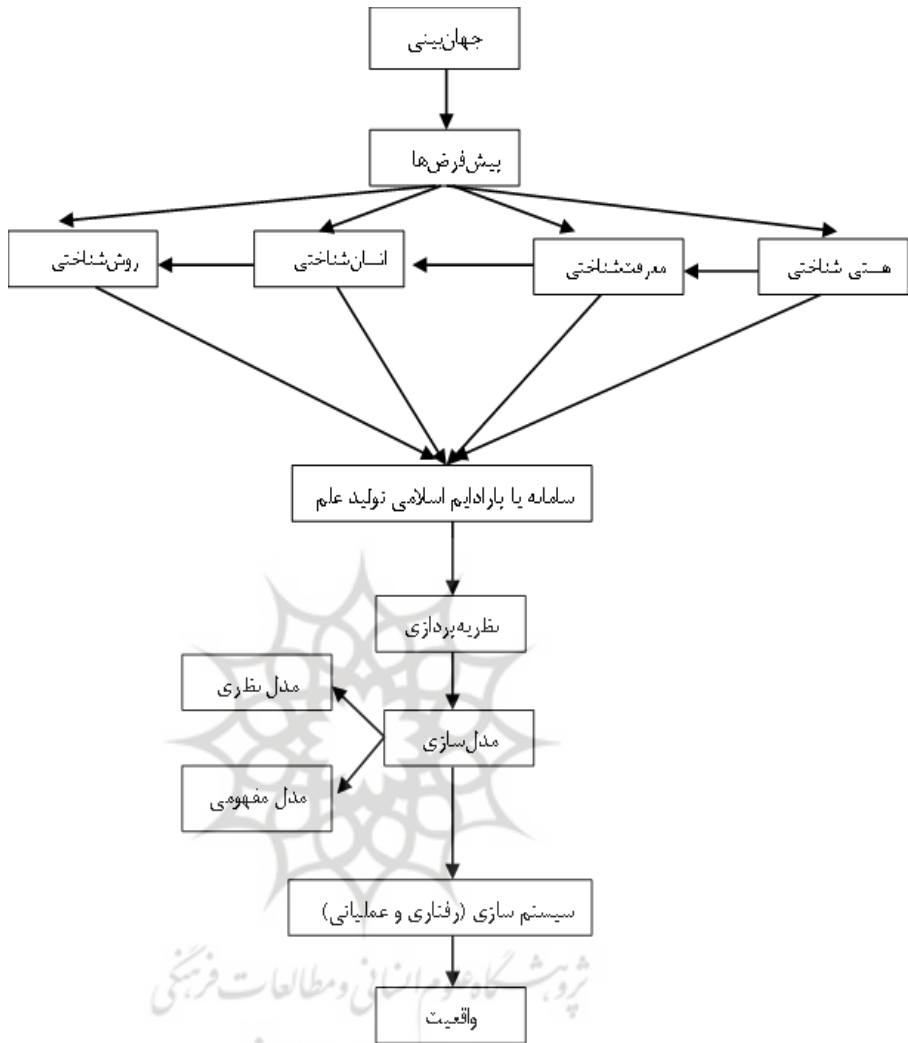 جهان‌بینی
پیش‌فرض‌ها
هستی شناختی
معرفت‌شناختی
انسان‌شناختی
روش‌شناختی
سامانه یا پارادایم اسلامی تولید علم
نظریه‌پردازی
مدل نظری
مدل‌سازی
مدل مفهومی
سیستم سازی (رفتاری و عملیاتی)
پژوهشگاه علوم انسانی و مطالعات فرهنگی
واقعیت